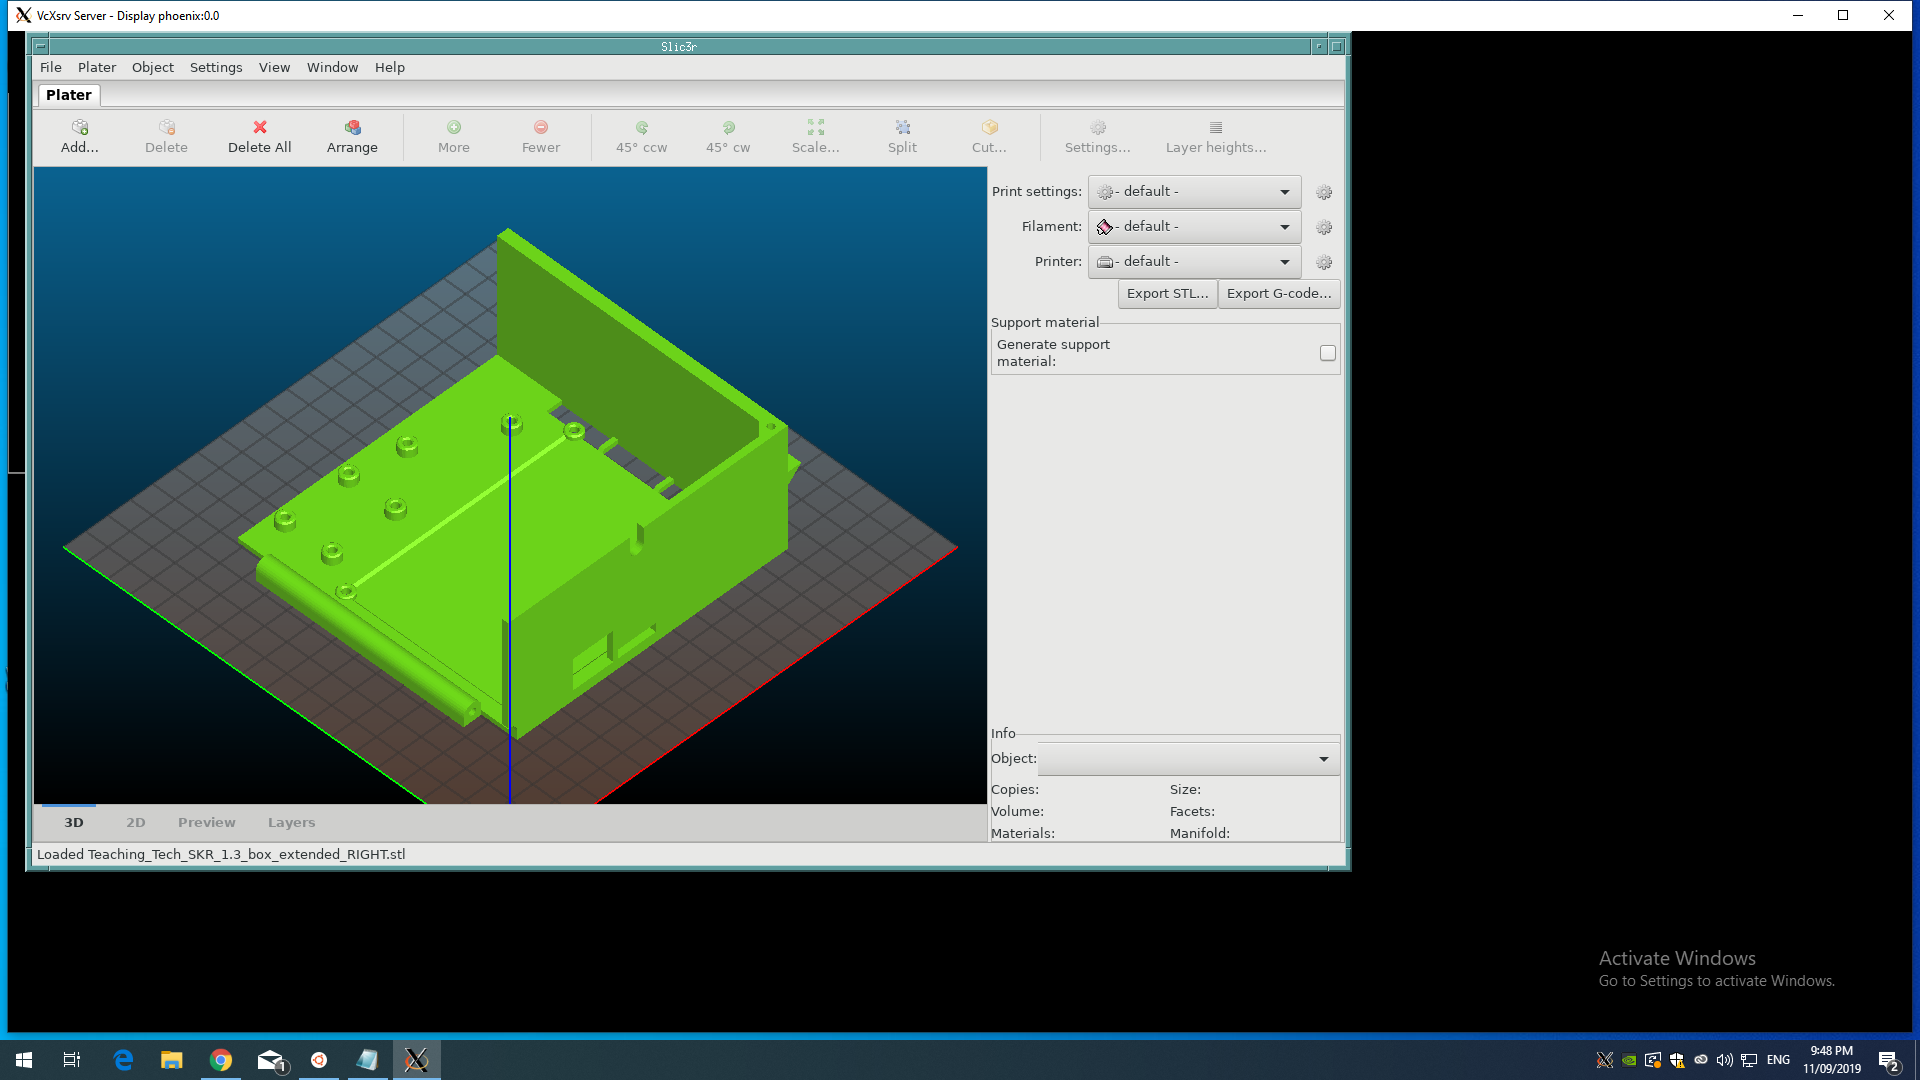 VcXsrv Server - Display phoenix:0.0
Slic3r
File Plater Object Settings View Window Help
Plater
Add... Delete Delete All Arrange More Fewer 45° ccw 45° cw Scale... Split Cut... Settings... Layer heights...
Print settings: - default -
Filament: - default -
Printer: - default -
Export STL... Export G-code...
Support material
Generate support
material:
Info
Object:
Copies: Size:
Volume: Facets:
Materials: Manifold:
3D 2D Preview Layers
Loaded Teaching_Tech_SKR_1.3_box_extended_RIGHT.stl
Activate Windows
Go to Settings to activate Windows.
1
ENG
9:48 PM
11/09/2019
2